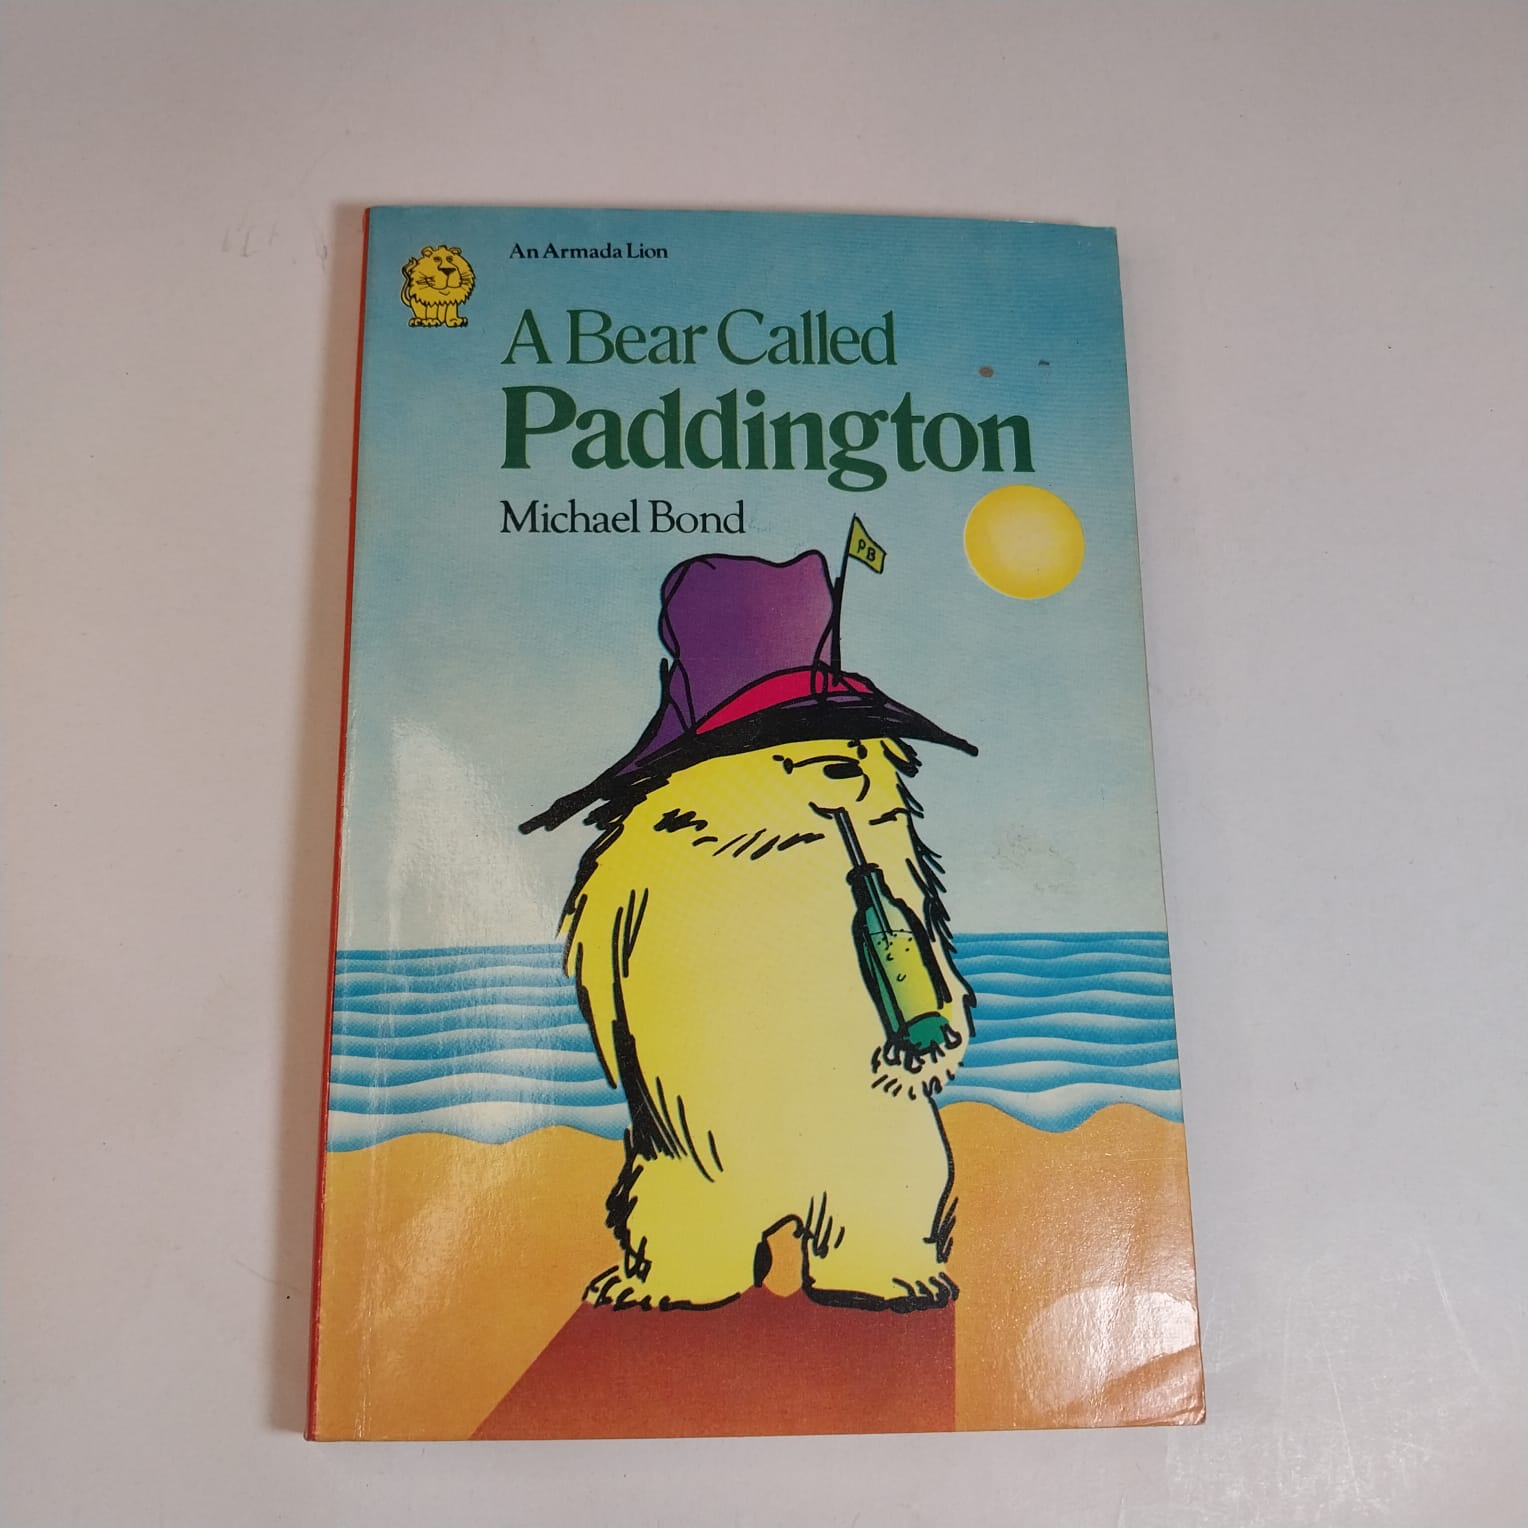 An Armada Lion
A Bear Called
Paddington
Michael Bond
PB